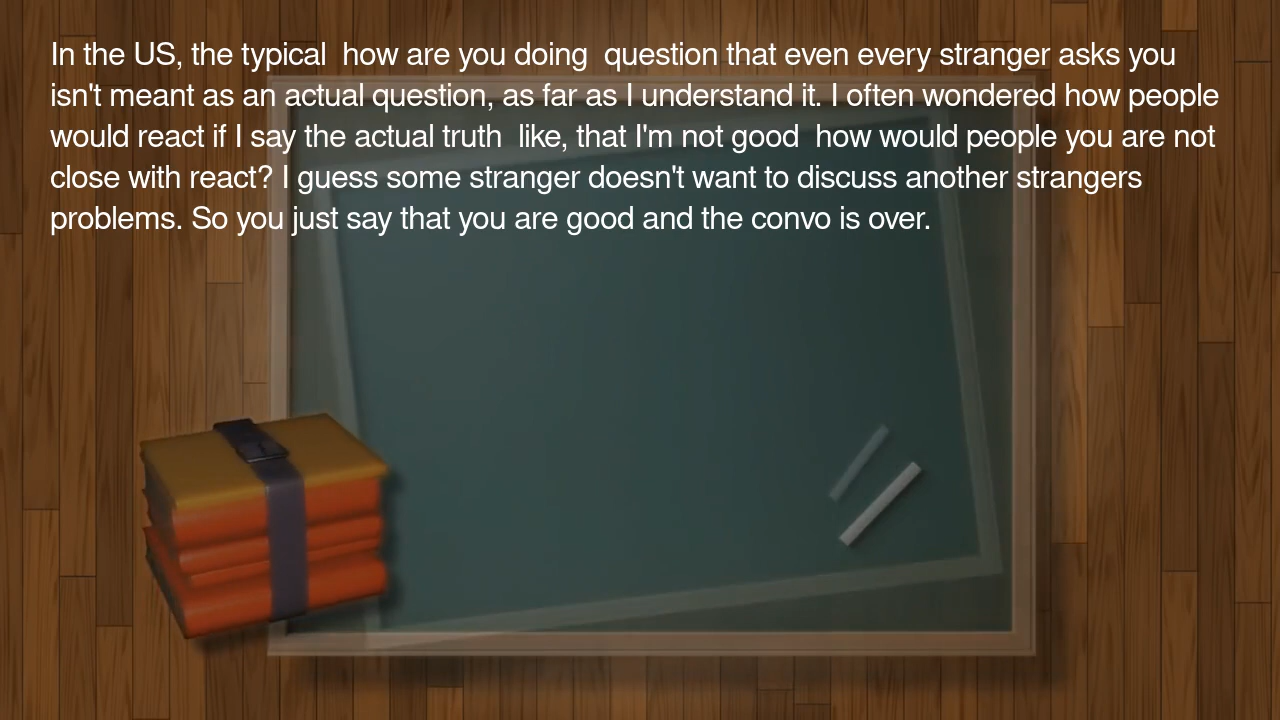 In the US, the typical  how are you doing  question that even every stranger asks you
isn't meant as an actual question, as far as I understand it. I often wondered how people
would react if I say the actual truth  like, that I'm not good  how would people you are not
close with react? I guess some stranger doesn't want to discuss another strangers
problems. So you just say that you are good and the convo is over.